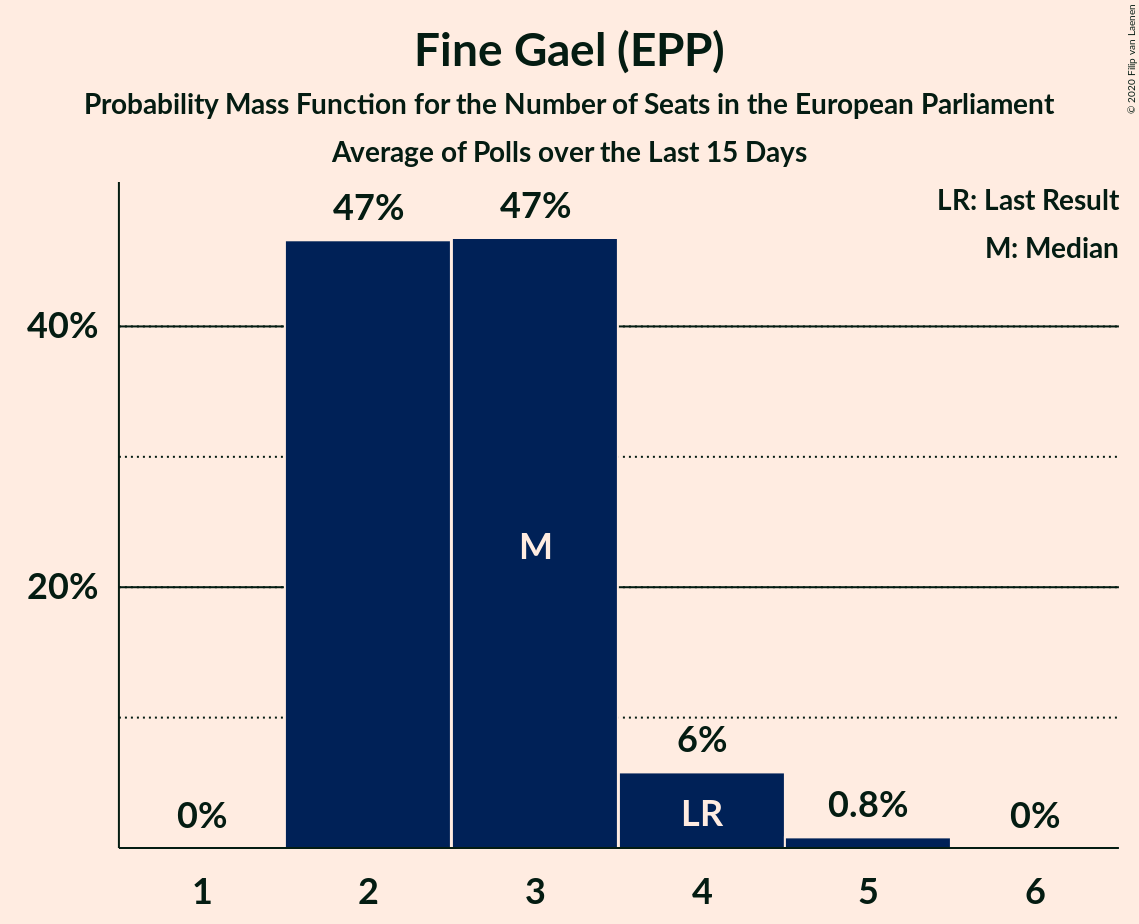 Fine Gael (EPP)
Probability Mass Function for the Number of Seats in the European Parliament
Average of Polls over the Last 15 Days
© 2020 Filip van Laenen
LR: Last Result
M: Median
47%
47%
40%
M
20%
6%
0.8%
0%
LR
0%
1
2
3
4
5
6